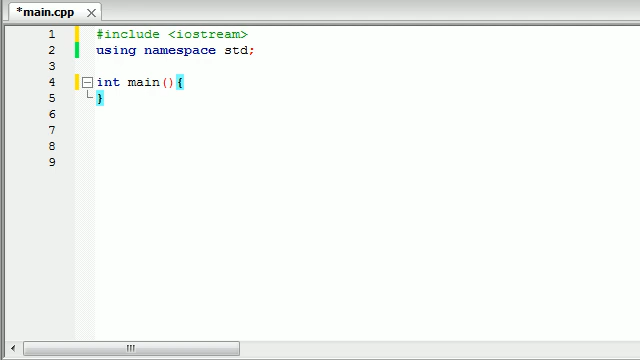 *main.cpp
1 #include <iostream>
2 using namespace std;
3
4 int main(){
5 }
6
7
8
9